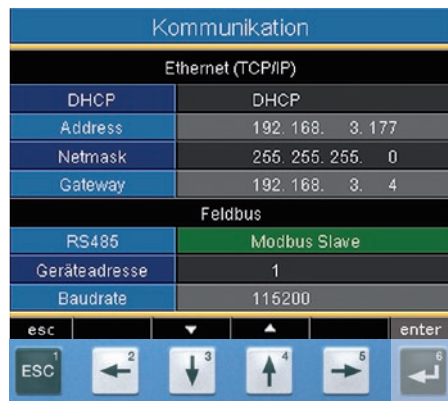 Kommunikation
Ethernet (TCP/IP)
DHCP DHCP
Address 192. 168. 3. 177
Netmask 255. 255. 255. 0
Gateway 192. 168. 3. 4
Feldbus
RS485 Modbus Slave
Geräteadresse 1
Baudrate 115200
esc ▼ ▲ enter
ESC 1 ← 2 ↓ 3 ↑ 4 → 5 ↵ 6